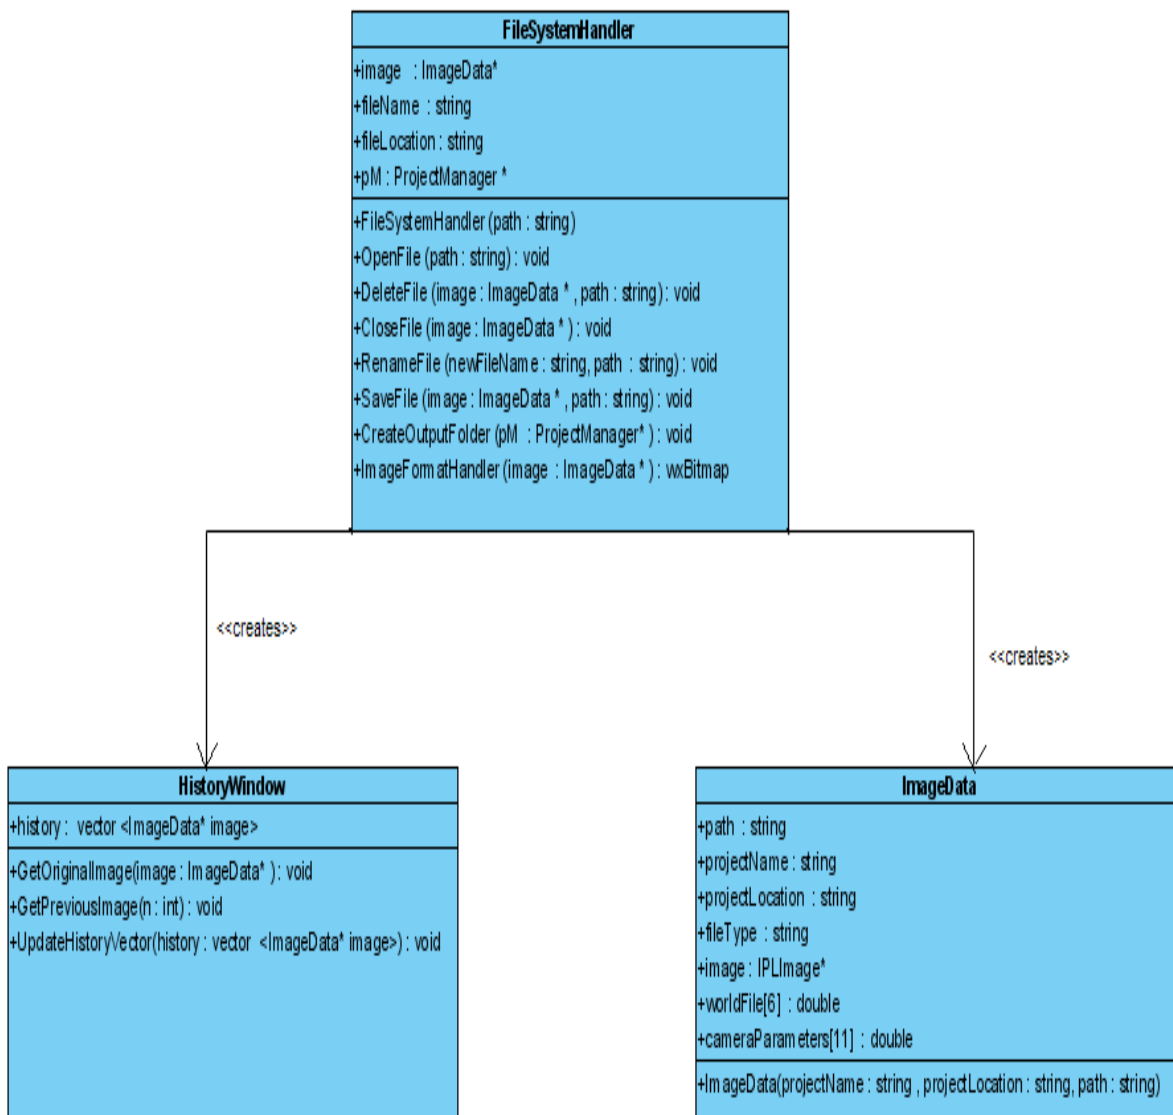 FileSystemHandler
+image : ImageData*
+fileName : string
+fileLocation : string
+pM : ProjectManager *
+FileSystemHandler (path : string)
+OpenFile (path : string) : void
+DeleteFile (image : ImageData * , path : string) : void
+CloseFile (image : ImageData * ) : void
+RenameFile (newFileName : string, path : string) : void
+SaveFile (image : ImageData * , path : string) : void
+CreateOutputFolder (pM : ProjectManager* ) : void
+ImageFormatHandler (image : ImageData * ) : wxBitmap
<<creates>>
<<creates>>
HistoryWindow
+history : vector <ImageData* image>
+GetOriginalImage(image : ImageData* ) : void
+GetPreviousImage(n : int) : void
+UpdateHistoryVector(history : vector <ImageData* image>) : void
ImageData
+path : string
+projectName : string
+projectLocation : string
+fileType : string
+image : IPLImage*
+worldFile[6] : double
+cameraParameters[11] : double
+ImageData(projectName : string , projectLocation : string, path : string)